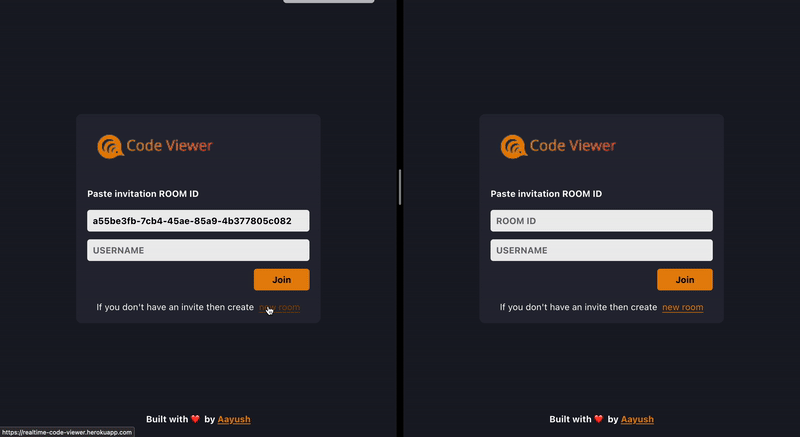 Code Viewer
Paste invitation ROOM ID
a55be3fb-7cb4-45ae-85a9-4b377805c082
USERNAME
Join
If you don't have an invite then create new room
Built with ❤️ by Aayush
https://realtime-code-viewer.herokuapp.com
Code Viewer
Paste invitation ROOM ID
ROOM ID
USERNAME
Join
If you don't have an invite then create new room
Built with ❤️ by Aayush